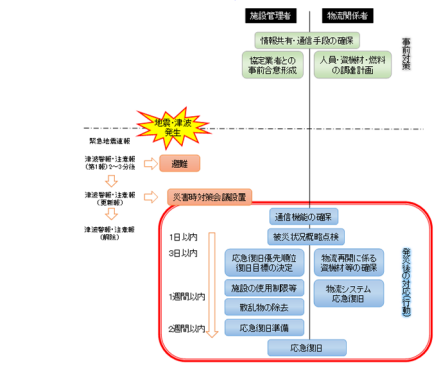 施設管理者
物流関係者
情報共有・通信手段の確保
協定業者との
事前合意形成
人員・資機材・燃料
の調達計画
事前対策
地震・津波
発生
緊急地震速報
津波警報・注意報
(第1報)2～3分後
避難
津波警報・注意報
(更新報)
災害時対策会議設置
津波警報・注意報
(解除)
通信機能の確保
1日以内
被災状況概略点検
3日以内
応急復旧優先順位
復旧目標の決定
物流再開に係る
資機材等の確保
施設の使用制限等
物流システム
応急復旧
1週間以内
散乱物の除去
2週間以内
応急復旧準備
応急復旧
発災後の対応(行動)